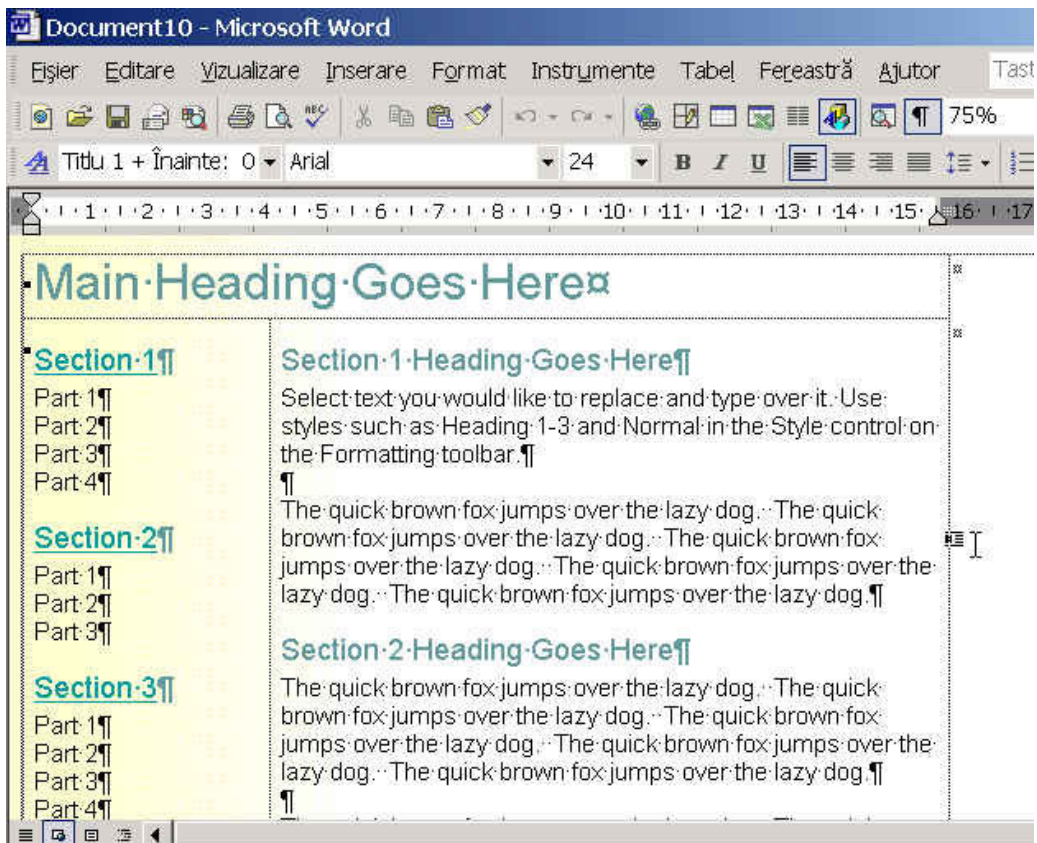 Document10 - Microsoft Word
Fişier Editare Vizualizare Inserare Format Instrumente Tabel Fereastră Ajutor Tast
75%
Titlu 1 + Înainte: 0 Arial 24 B I U
1 2 3 4 5 6 7 8 9 10 11 12 13 14 15 16 17
Main Heading Goes Here¤
Section 1¶
Part 1¶
Part 2¶
Part 3¶
Part 4¶
Section 2¶
Part 1¶
Part 2¶
Part 3¶
Section 3¶
Part 1¶
Part 2¶
Part 3¶
Part 4¶
Section 1 Heading Goes Here¶
Select text you would like to replace and type over it. Use
styles such as Heading 1-3 and Normal in the Style control on
the Formatting toolbar.¶
¶
The quick brown fox jumps over the lazy dog. The quick
brown fox jumps over the lazy dog. The quick brown fox
jumps over the lazy dog. The quick brown fox jumps over the
lazy dog. The quick brown fox jumps over the lazy dog.¶
Section 2 Heading Goes Here¶
The quick brown fox jumps over the lazy dog. The quick
brown fox jumps over the lazy dog. The quick brown fox
jumps over the lazy dog. The quick brown fox jumps over the
lazy dog. The quick brown fox jumps over the lazy dog.¶
¶